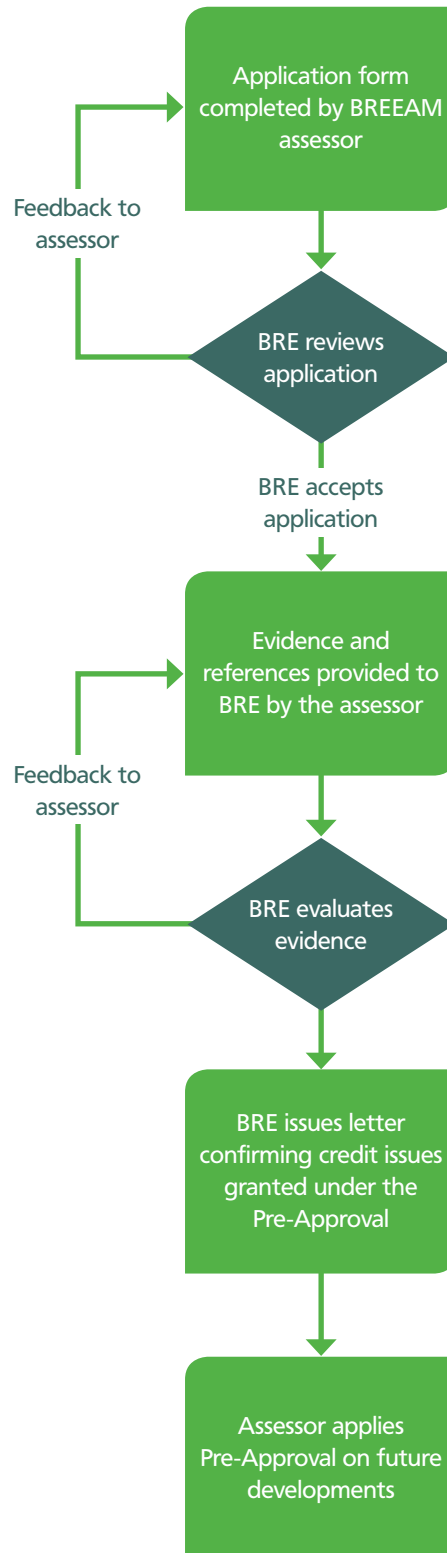 Application form
completed by BREEAM
assessor
Feedback to
assessor
BRE reviews
application
BRE accepts
application
Evidence and
references provided to
BRE by the assessor
Feedback to
assessor
BRE evaluates
evidence
BRE issues letter
confirming credit issues
granted under the
Pre-Approval
Assessor applies
Pre-Approval on future
developments